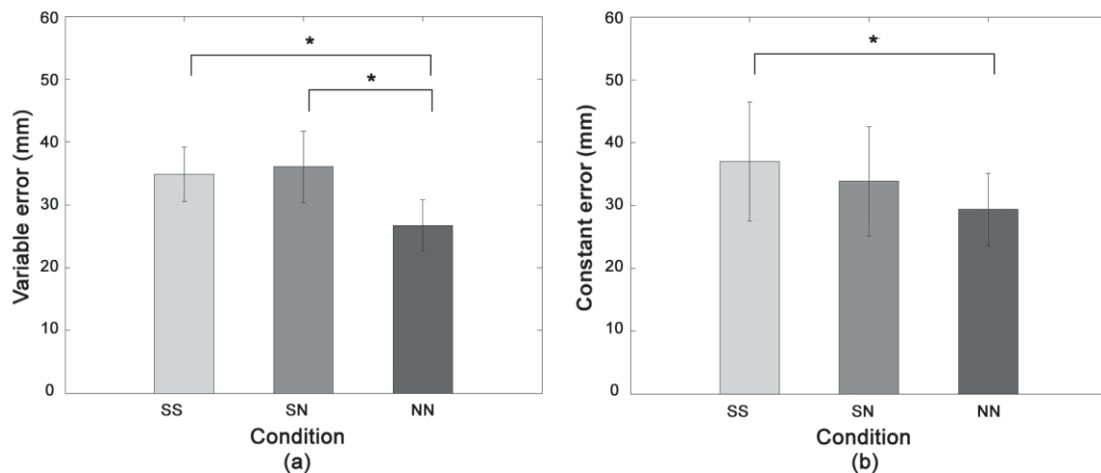 60
50
40
30
20
10
0
Variable error (mm)
*
*
SS SN NN
Condition
(a)
60
50
40
30
20
10
0
Constant error (mm)
*
SS SN NN
Condition
(b)